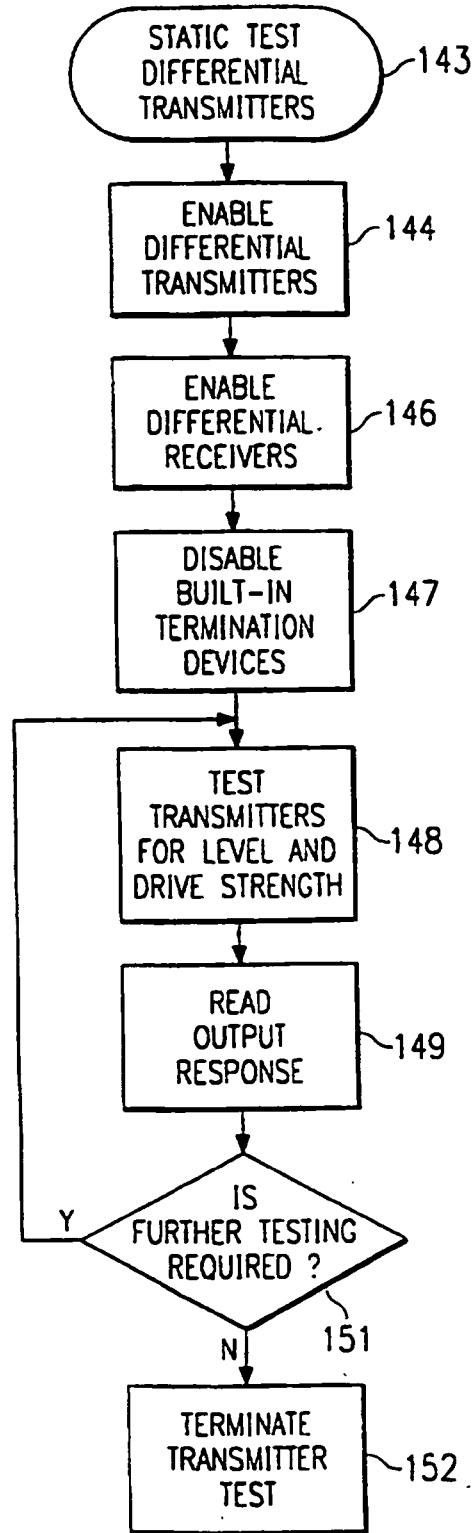 STATIC TEST
DIFFERENTIAL
TRANSMITTERS
143
ENABLE
DIFFERENTIAL
TRANSMITTERS
144
ENABLE
DIFFERENTIAL
RECEIVERS
146
DISABLE
BUILT-IN
TERMINATION
DEVICES
147
TEST
TRANSMITTERS
FOR LEVEL AND
DRIVE STRENGTH
148
READ
OUTPUT
RESPONSE
149
IS
FURTHER TESTING
REQUIRED ?
Y
151
N
TERMINATE
TRANSMITTER
TEST
152